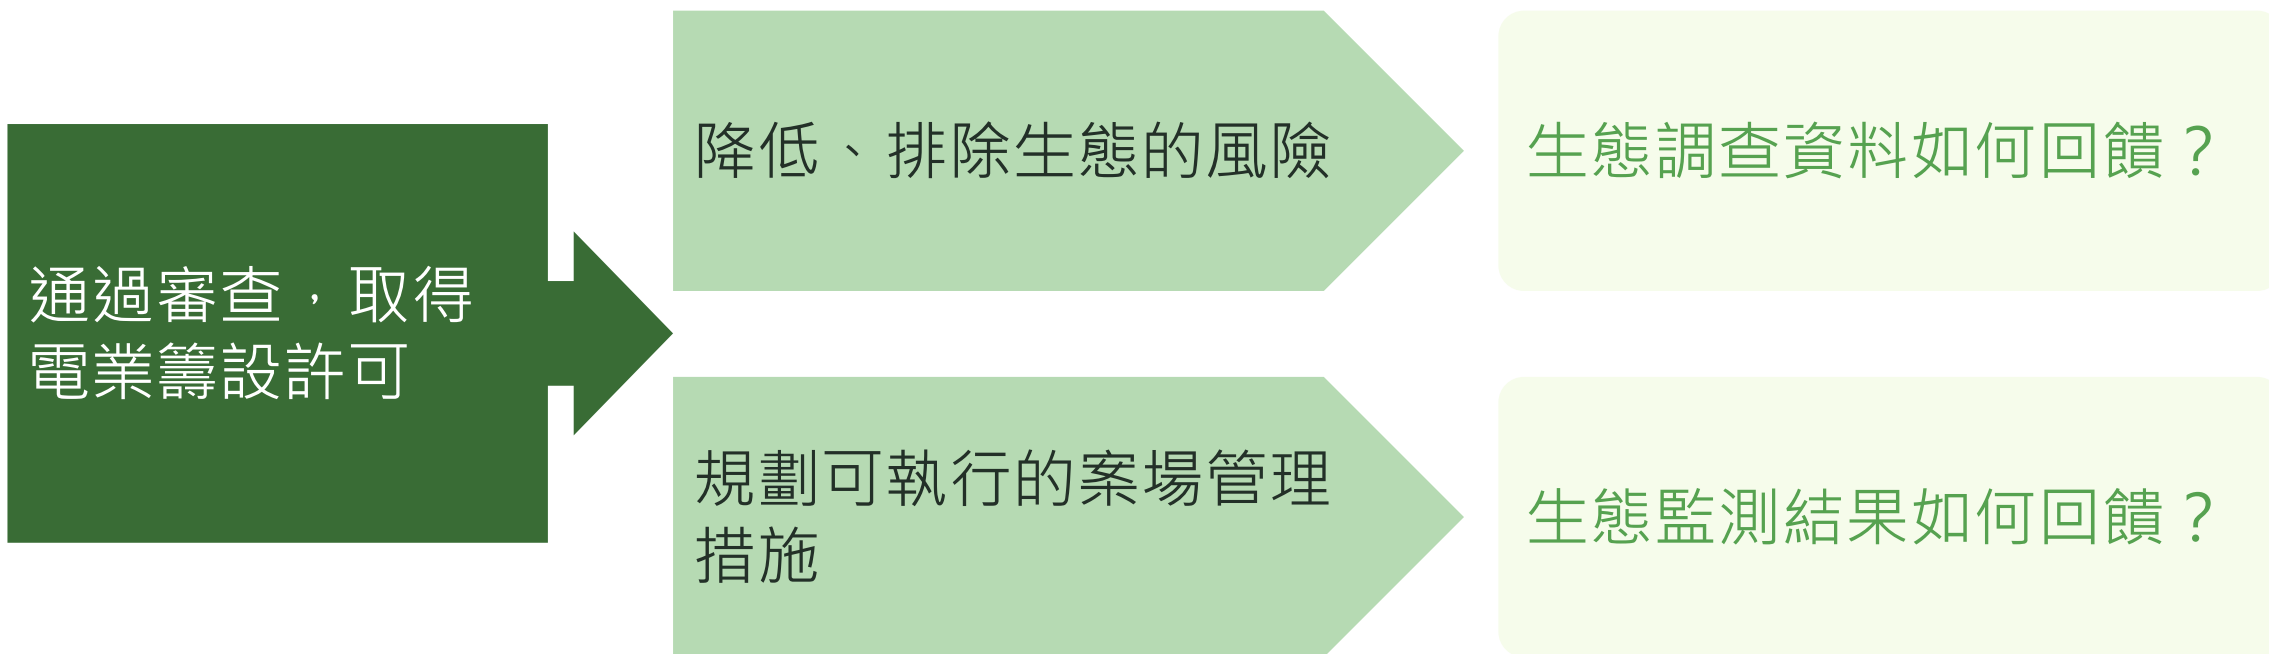 通過審查，取得
電業籌設許可
降低、排除生態的風險
生態調查資料如何回饋？
規劃可執行的案場管理
措施
生態監測結果如何回饋？